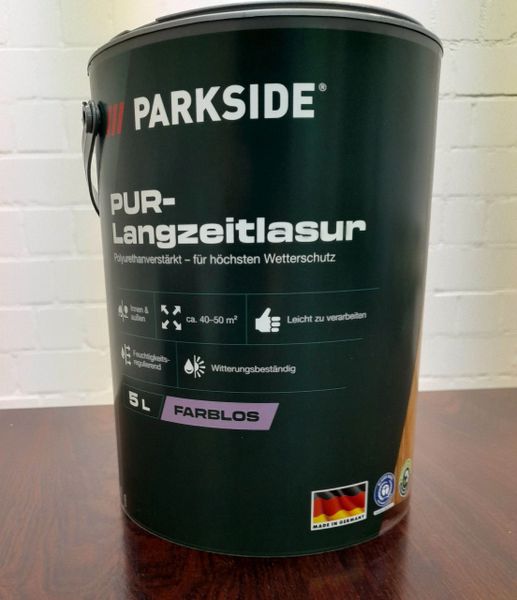 PARKSIDE®
PUR-
Langzeitlasur
Polyurethanverstärkt – für höchsten Wetterschutz
Innen &
außen
ca. 40–50 m²
Leicht zu verarbeiten
Feuchtigkeits-
regulierend
Witterungsbeständig
5 L
FARBLOS
MADE IN GERMANY